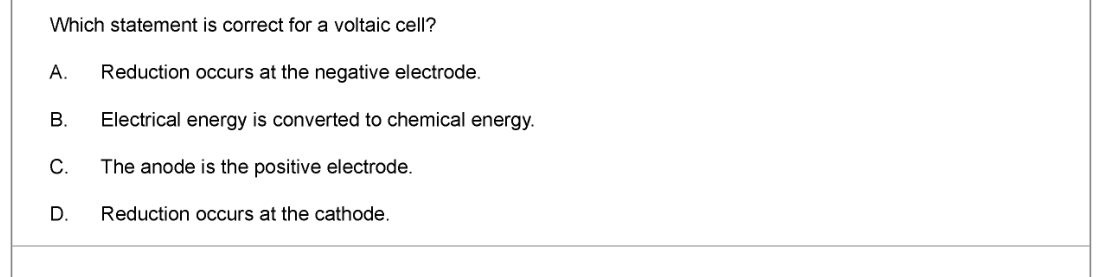 Which statement is correct for a voltaic cell?
A. Reduction occurs at the negative electrode.
B. Electrical energy is converted to chemical energy.
C. The anode is the positive electrode.
D. Reduction occurs at the cathode.